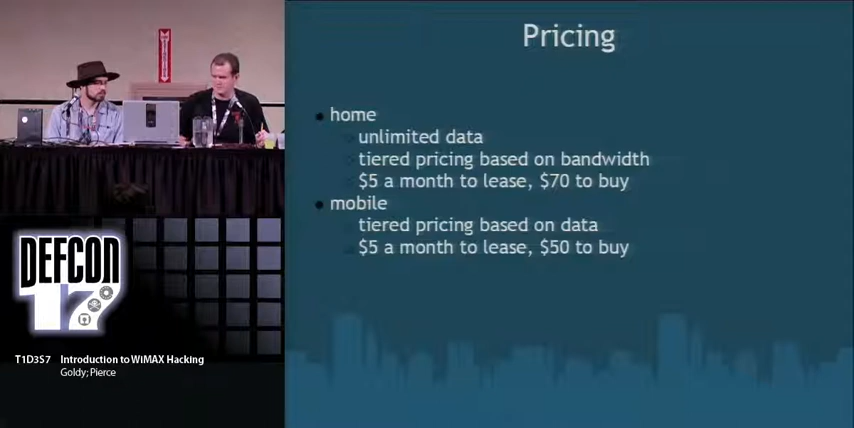 Pricing
home
unlimited data
tiered pricing based on bandwidth
$5 a month to lease, $70 to buy
mobile
tiered pricing based on data
$5 a month to lease, $50 to buy
DEFCON
17
T1D3S7 Introduction to WiMAX Hacking
Goldy; Pierce